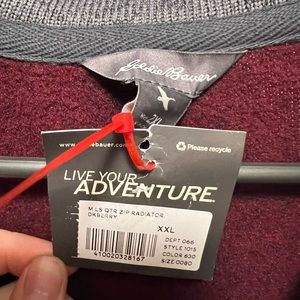 Eddie Bauer
Please recycle
LIVE YOUR
ADVENTURE.
M LS QTR ZIP RADIATOR
DKBERRY
XXL
DEPT 066
STYLE 1015
COLOR 630
SIZE 0080
410020328167